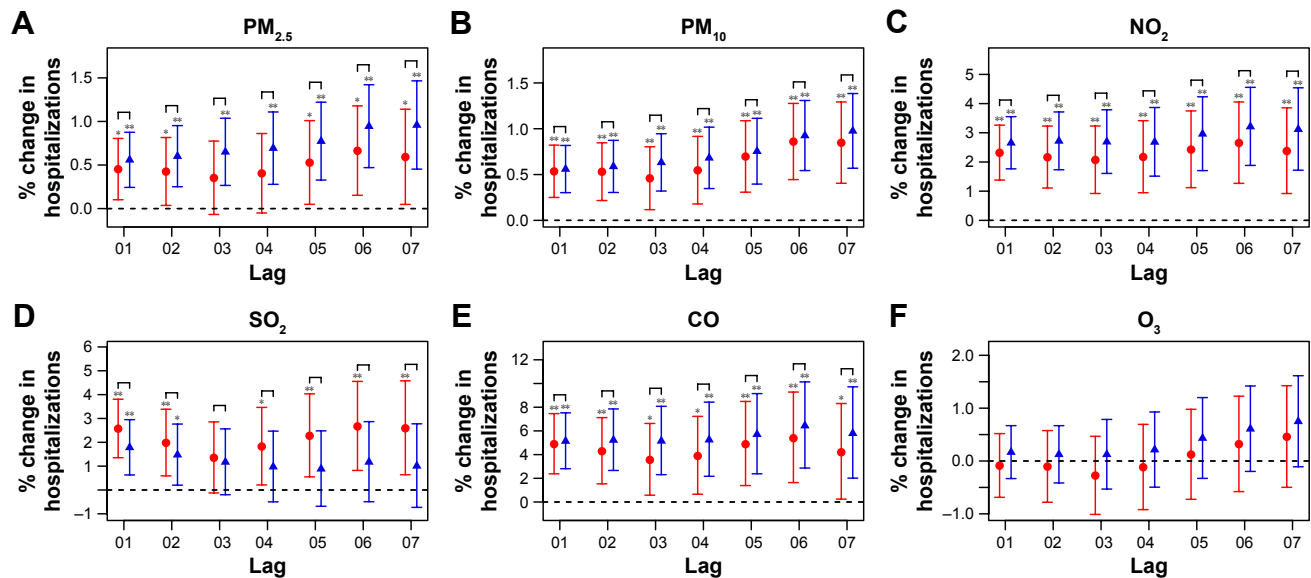 A
PM2.5
% change in
hospitalizations
1.5
1.0
0.5
0.0
* ** * ** ** ** * ** * ** * **
01 02 03 04 05 06 07
Lag
B
PM10
% change in
hospitalizations
1.5
1.0
0.5
0.0
** ** ** ** ** ** ** ** ** ** ** ** ** **
01 02 03 04 05 06 07
Lag
C
NO2
% change in
hospitalizations
5
4
3
2
1
0
** ** ** ** ** ** ** ** ** ** ** ** ** **
01 02 03 04 05 06 07
Lag
D
SO2
% change in
hospitalizations
6
5
4
3
2
1
–1
** ** ** * * ** ** **
01 02 03 04 05 06 07
Lag
E
CO
% change in
hospitalizations
12
10
8
6
4
2
0
** ** ** ** * ** * ** ** ** ** ** * **
01 02 03 04 05 06 07
Lag
F
O3
% change in
hospitalizations
2.0
1.0
0.0
–1.0
01 02 03 04 05 06 07
Lag